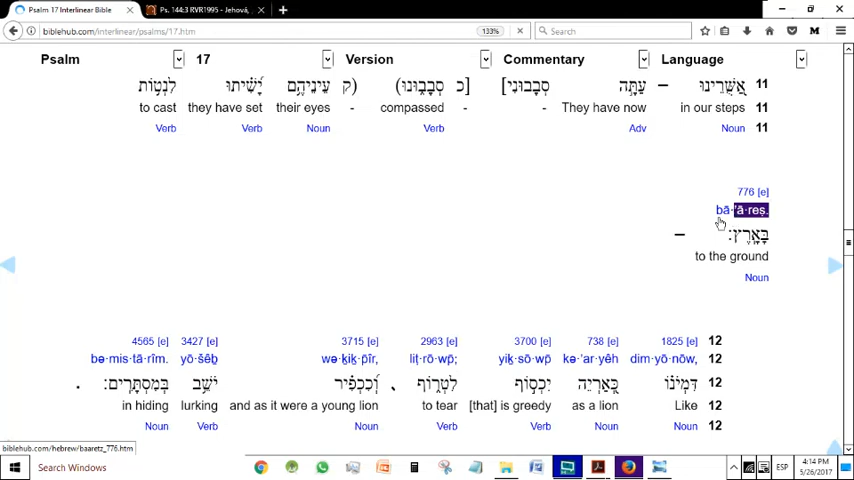 Psalm 17 Interlinear Bible
Ps. 144:3 RVR1995 - Jehová,
biblehub.com/interlinear/psalms/17.htm
133%
Search
Psalm 17 Version Commentary Language
11 אַ֭שֻּׁרֵינוּ – עַתָּ֣ה סְבָבוּנִי] [כ סְבָב֑וּנוּ) (ק עֵינֵיהֶ֥ם יָ֝שִׁ֗יתוּ לִנְט֥וֹת
to cast they have set their eyes - compassed - - They have now in our steps 11
Verb Verb Noun Verb Adv Noun 11
776 [e]
bā·’ā·reṣ.
בָּאָֽרֶץ׃ –
to the ground
Noun
4565 [e] 3427 [e] 3715 [e] 2963 [e] 3700 [e] 738 [e] 1825 [e] 12
bə·mis·tā·rîm. yō·šêḇ wə·ḵiḵ·p̄îr, liṭ·rō·wp̄; yiḵ·sō·wp̄ kə·’ar·yêh dim·yō·nōw, 12
12 דִּמְיֹנ֗וֹ כְּ֭אַרְיֵה יִכְס֣וֹף לִטְר֑וֹף ､ וְ֝כִכְפִ֗יר יֹשֵׁ֥ב בְּמִסְתָּרִֽים׃ .
in hiding lurking and as it were a young lion to tear [that] is greedy as a lion Like 12
Noun Verb Noun Verb Verb Noun Noun 12
biblehub.com/hebrew/baaretz_776.htm
Search Windows
ESP
4:14 PM
5/26/2017